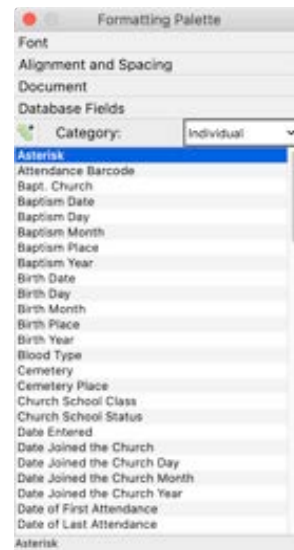 Formatting Palette
Font
Alignment and Spacing
Document
Database Fields
Category: Individual
Asterisk
Attendance Barcode
Bapt. Church
Baptism Date
Baptism Day
Baptism Month
Baptism Place
Baptism Year
Birth Date
Birth Day
Birth Month
Birth Place
Birth Year
Blood Type
Cemetery
Cemetery Place
Church School Class
Church School Status
Date Entered
Date Joined the Church
Date Joined the Church Day
Date Joined the Church Month
Date Joined the Church Year
Date of First Attendance
Date of Last Attendance
Asterisk